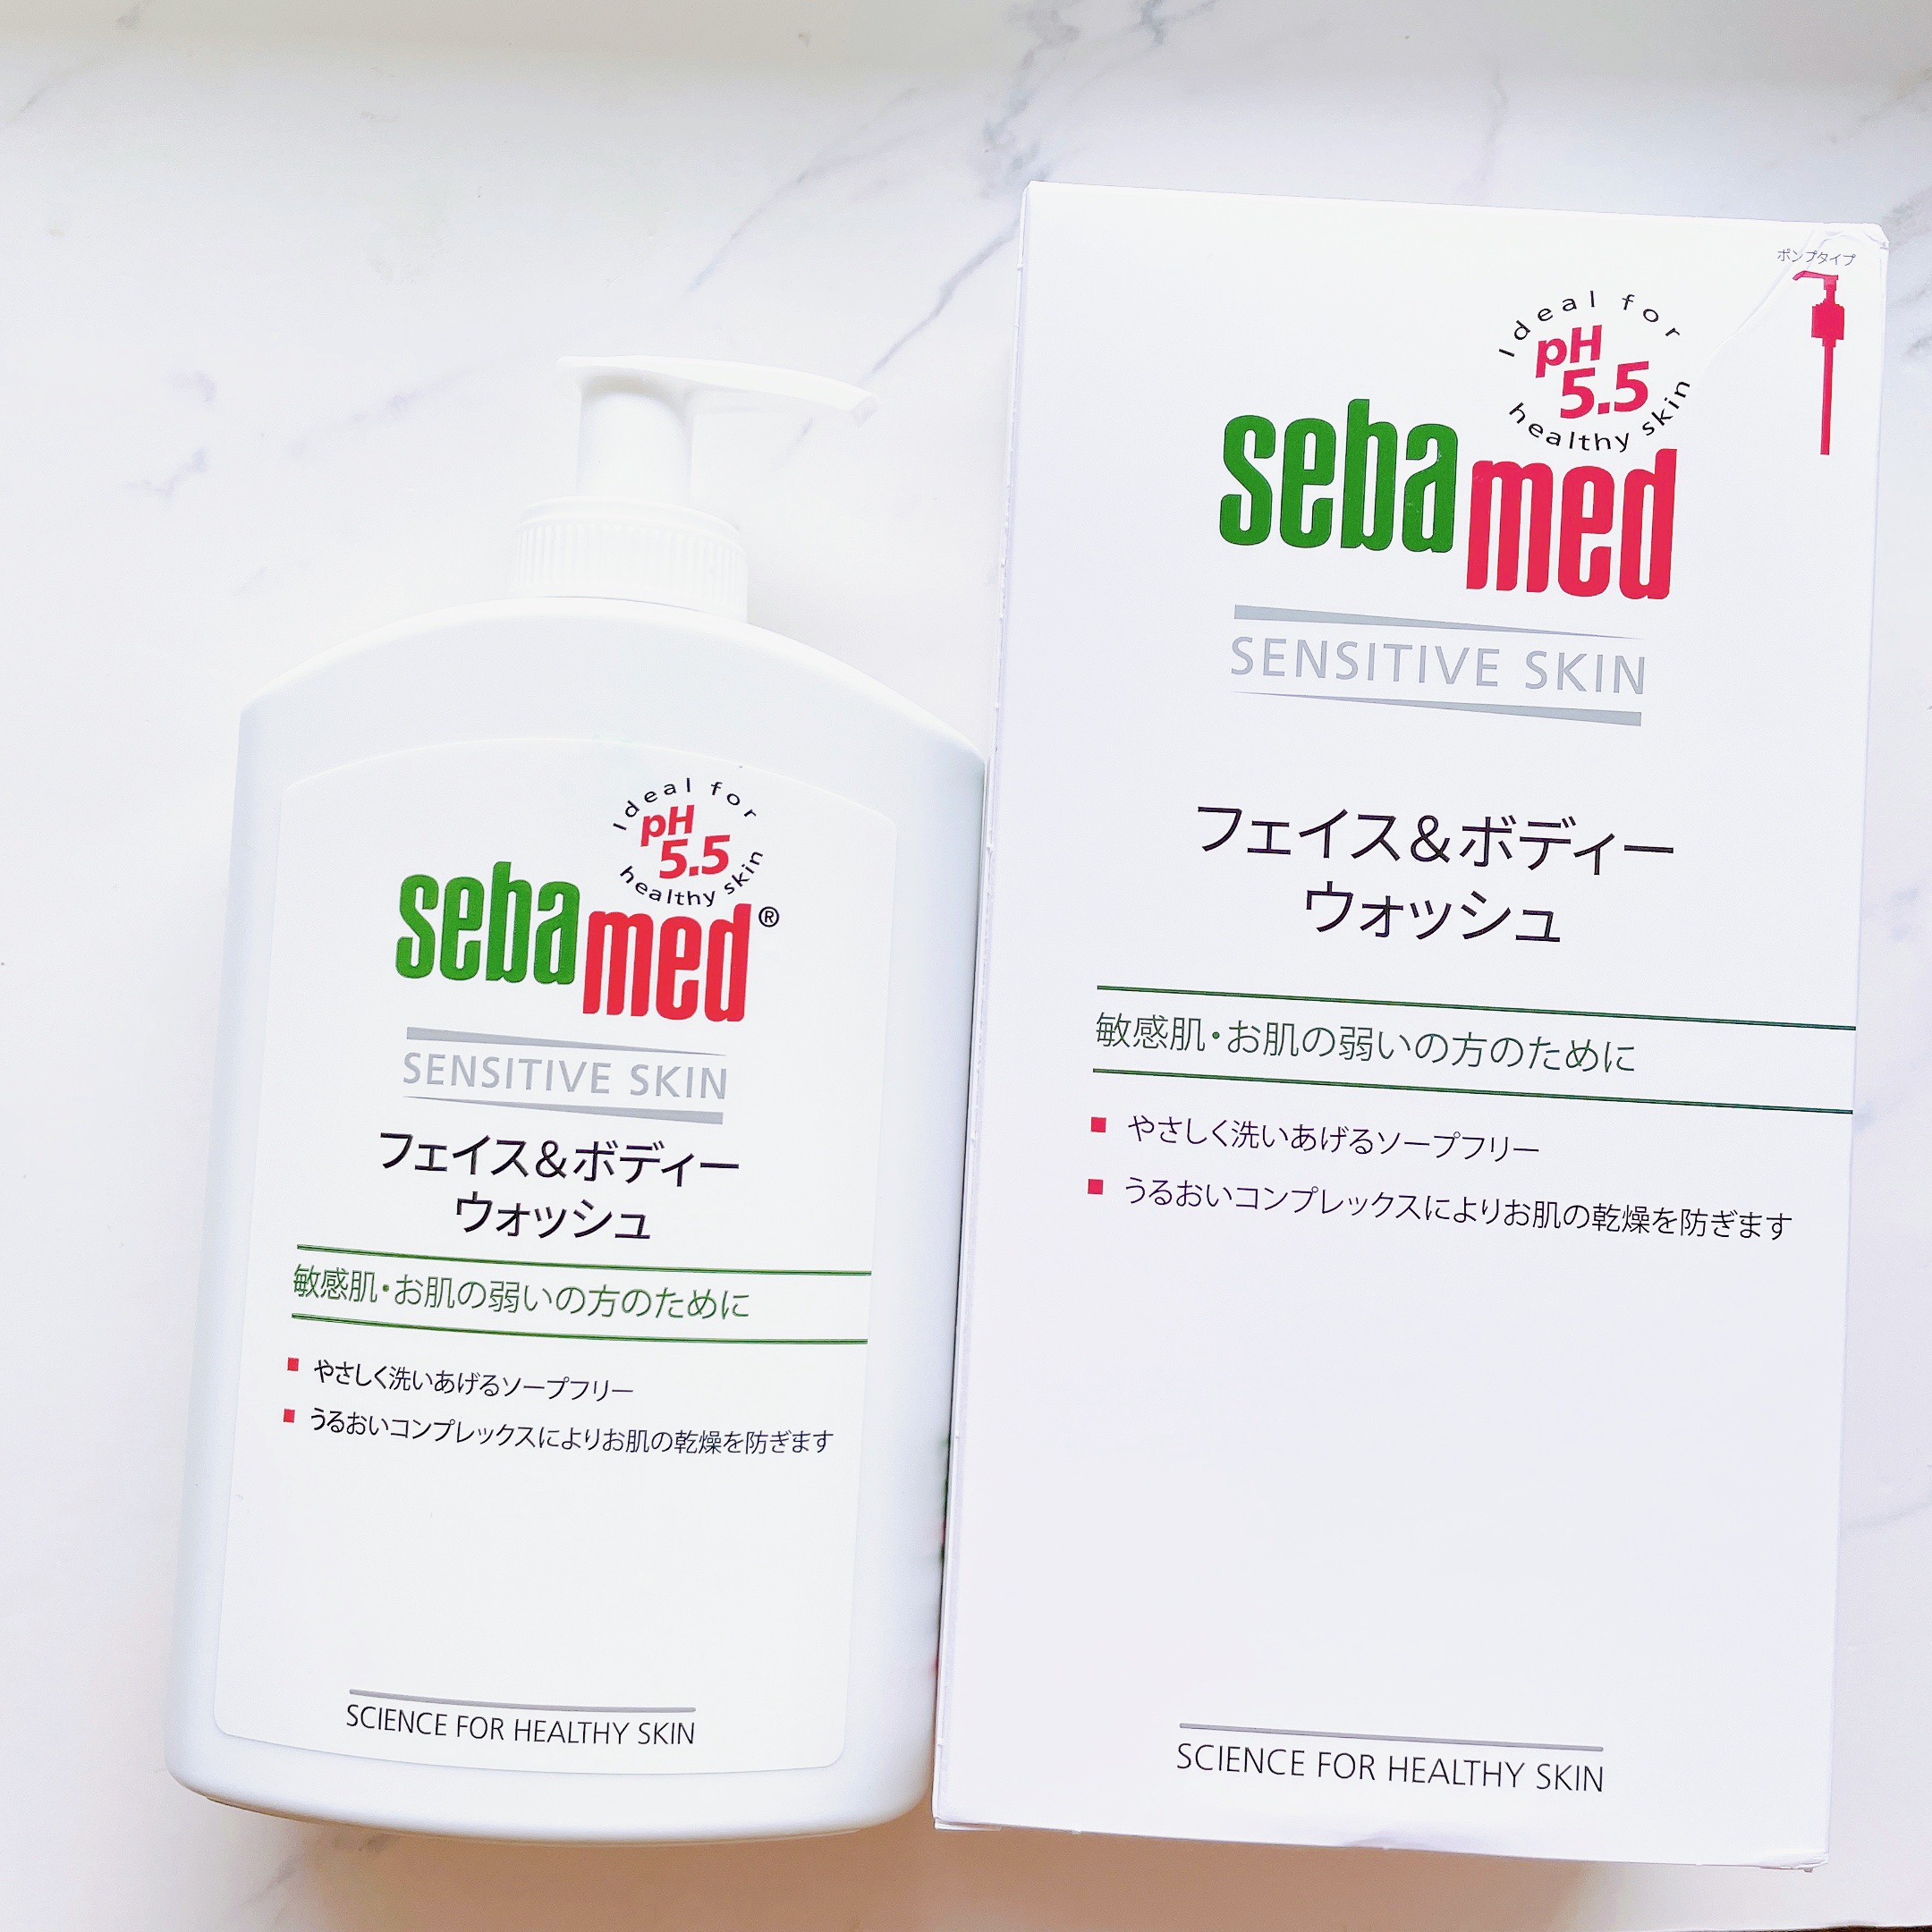 Ideal for
pH
5.5
healthy skin
sebamed®
SENSITIVE SKIN
フェイス&ボディー
ウォッシュ
敏感肌・お肌の弱いの方のために
やさしく洗いあげるソープフリー
うるおいコンプレックスによりお肌の乾燥を防ぎます
SCIENCE FOR HEALTHY SKIN
ポンプタイプ
Ideal for
pH
5.5
healthy skin
sebamed
SENSITIVE SKIN
フェイス&ボディー
ウォッシュ
敏感肌・お肌の弱いの方のために
やさしく洗いあげるソープフリー
うるおいコンプレックスによりお肌の乾燥を防ぎます
SCIENCE FOR HEALTHY SKIN